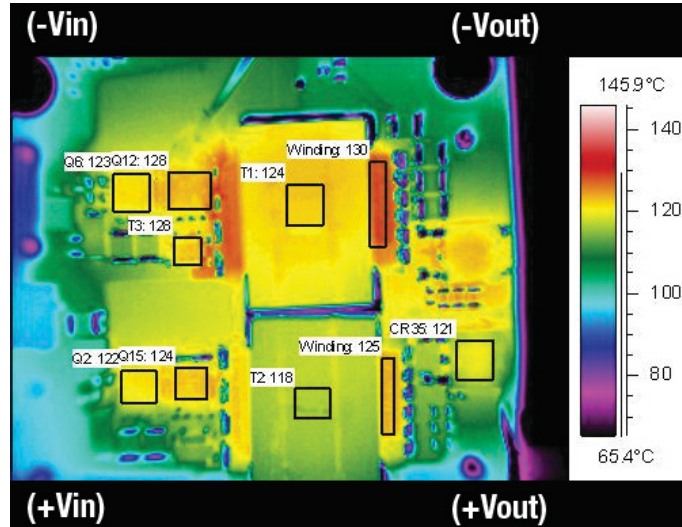 (-Vin)
(-Vout)
145.9°C
140
120
100
80
65.4°C
Winding: 130
Q6: 123
Q12: 128
T1: 124
T3: 128
CR35: 121
Winding: 125
Q2: 122
Q15: 124
T2: 118
(+Vin)
(+Vout)